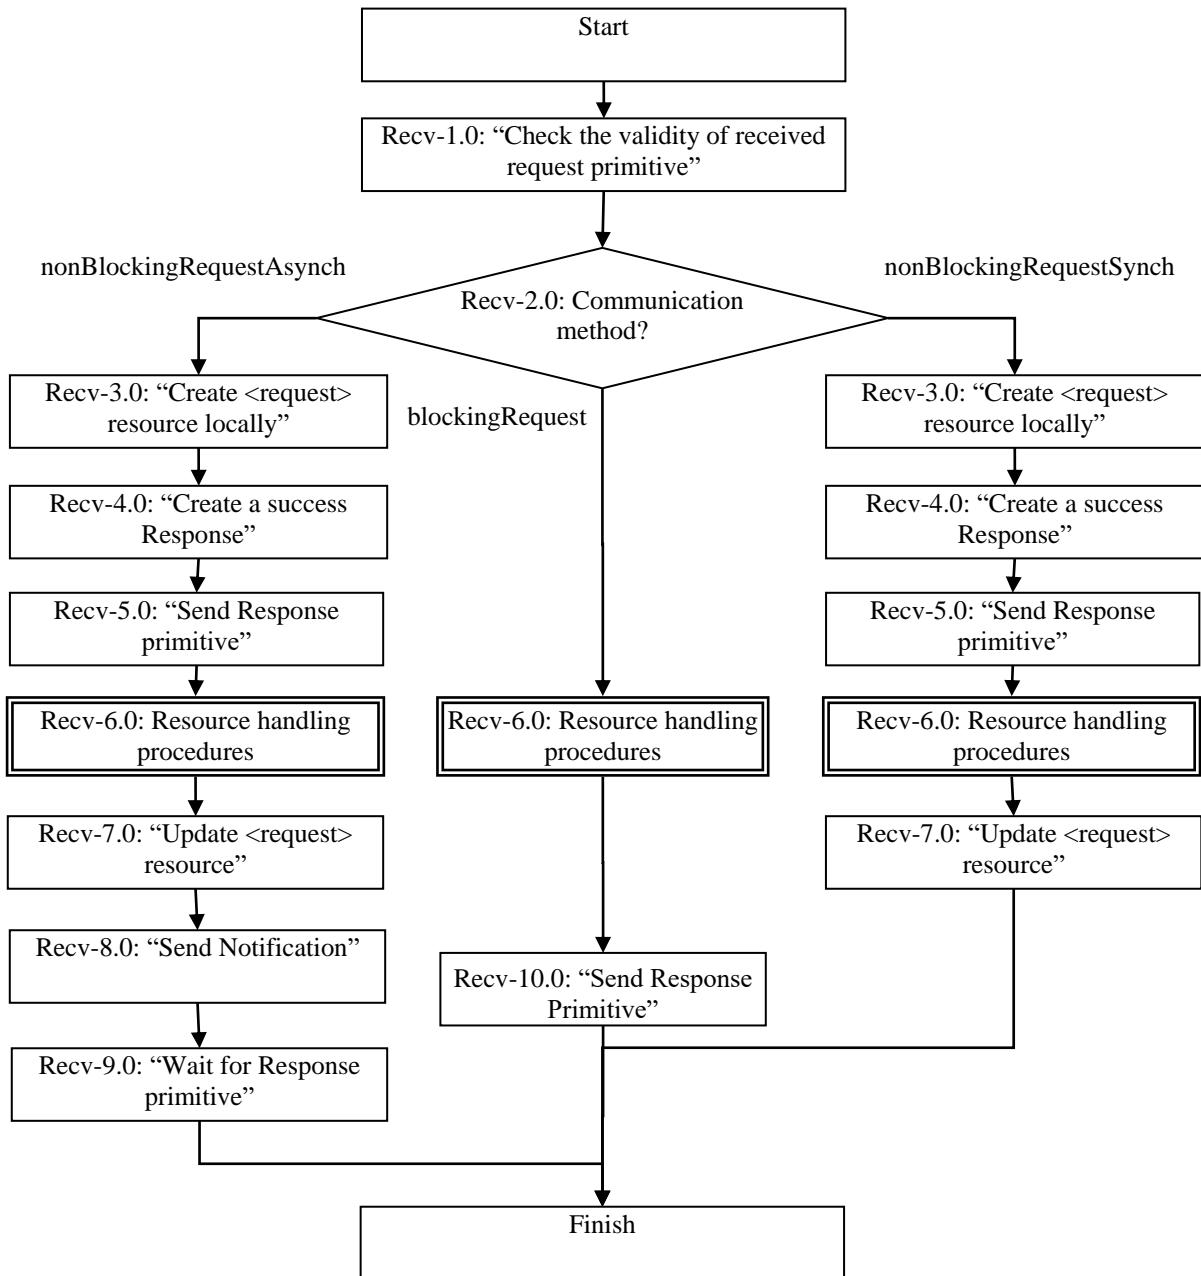 Start
Recv-1.0: “Check the validity of received
request primitive”
nonBlockingRequestAsynch
nonBlockingRequestSynch
Recv-2.0: Communication
method?
blockingRequest
Recv-3.0: “Create <request>
resource locally”
Recv-4.0: “Create a success
Response”
Recv-5.0: “Send Response
primitive”
Recv-6.0: Resource handling
procedures
Recv-7.0: “Update <request>
resource”
Recv-8.0: “Send Notification”
Recv-9.0: “Wait for Response
primitive”
Recv-6.0: Resource handling
procedures
Recv-10.0: “Send Response
Primitive”
Recv-3.0: “Create <request>
resource locally”
Recv-4.0: “Create a success
Response”
Recv-5.0: “Send Response
primitive”
Recv-6.0: Resource handling
procedures
Recv-7.0: “Update <request>
resource”
Finish